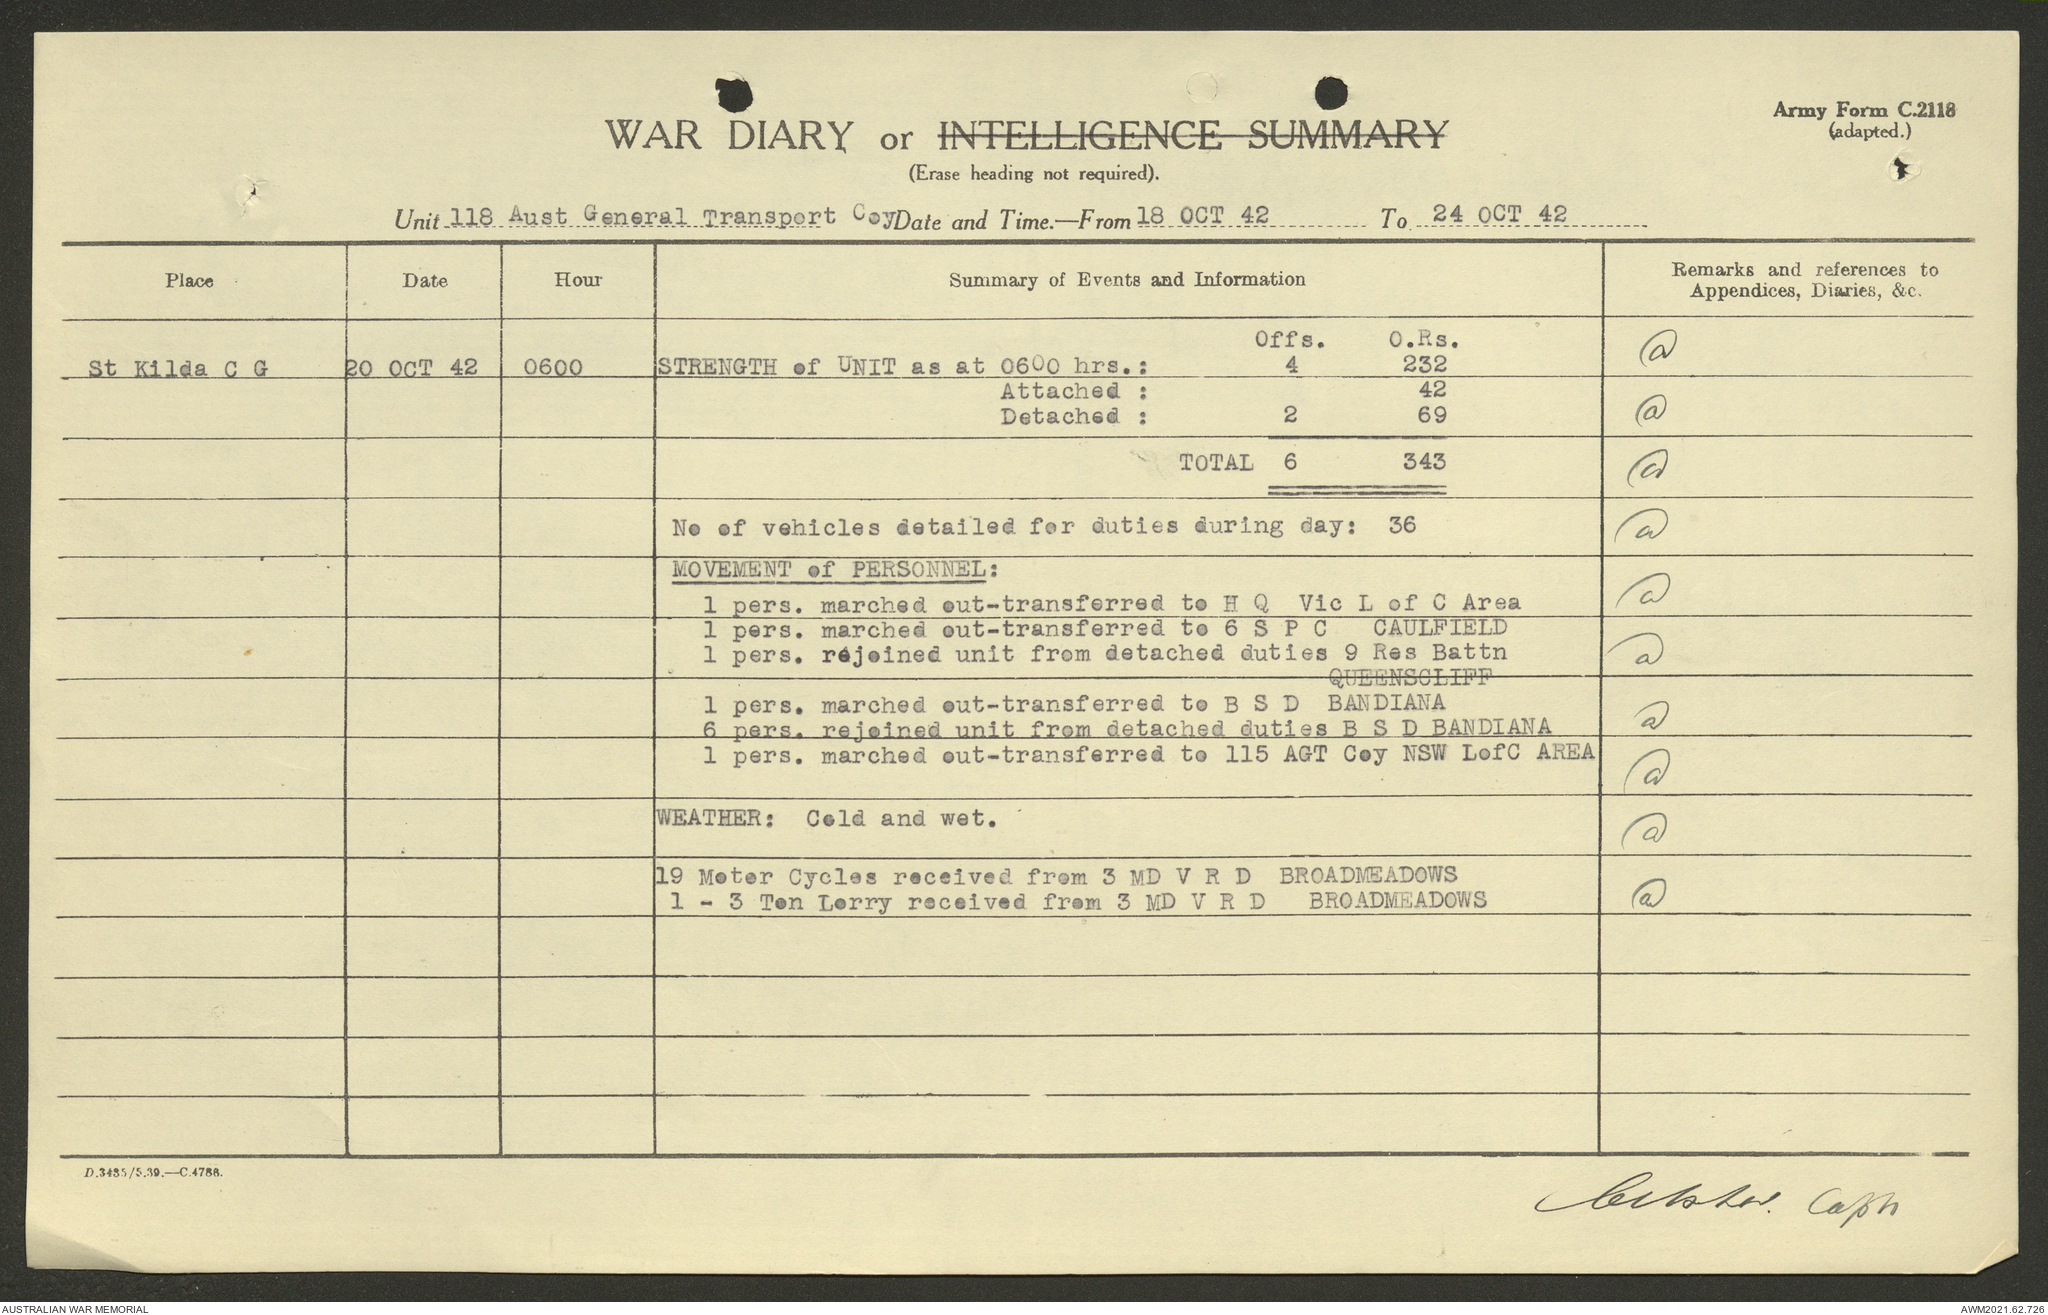 Army Form C.2118
(adapted.)
WAR DIARY or INTELLIGENCE SUMMARY
(Erase heading not required).
Unit 118 Aust General Transport Coy Date and Time.—From 18 OCT 42 To 24 OCT 42
Place Date Hour Summary of Events and Information Remarks and references to Appendices, Diaries, &c.
Offs. O.Rs.
St Kilda C G 20 OCT 42 0600 STRENGTH of UNIT as at 0600 hrs.: 4 232
Attached : 42
Detached : 2 69
TOTAL 6 343
No of vehicles detailed for duties during day: 36
MOVEMENT of PERSONNEL:
1 pers. marched out-transferred to H Q Vic L of C Area
1 pers. marched out-transferred to 6 S P C CAULFIELD
1 pers. rejoined unit from detached duties 9 Res Battn
QUEENSCLIFF
1 pers. marched out-transferred to B S D BANDIANA
6 pers. rejoined unit from detached duties B S D BANDIANA
1 pers. marched out-transferred to 115 AGT Coy NSW LofC AREA
WEATHER: Cold and wet.
19 Motor Cycles received from 3 MD V R D BROADMEADOWS
1 - 3 Ton Lorry received from 3 MD V R D BROADMEADOWS
D.3435/5.39.—C.4788.
Capt
AUSTRALIAN WAR MEMORIAL
AWM2021.62.726